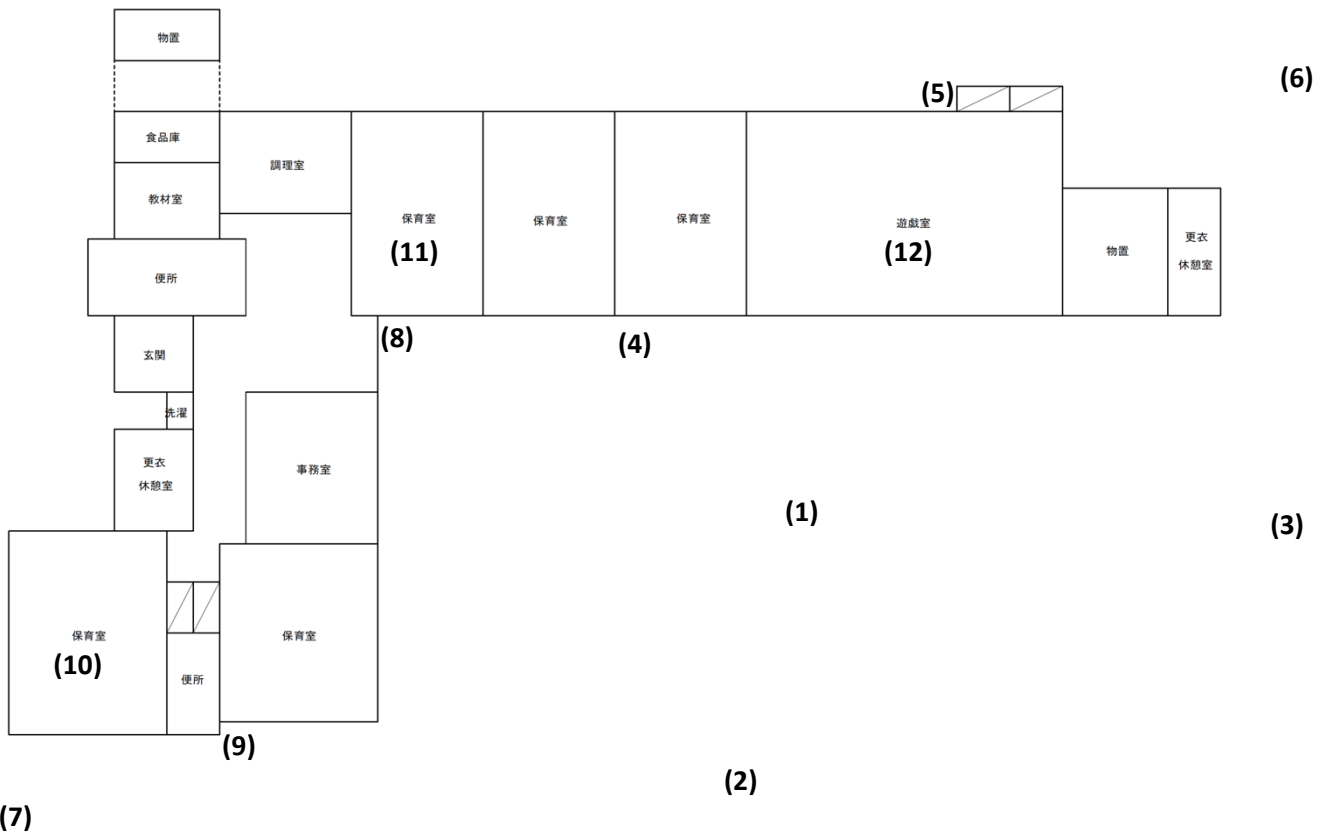 物置
(6)
(5)
食品庫
調理室
教材室
保育室
(11)
保育室
保育室
遊戯室
(12)
物置
更衣
休憩室
便所
(8)
(4)
玄関
洗濯
更衣
休憩室
事務室
(1)
(3)
保育室
(10)
保育室
便所
(9)
(2)
(7)